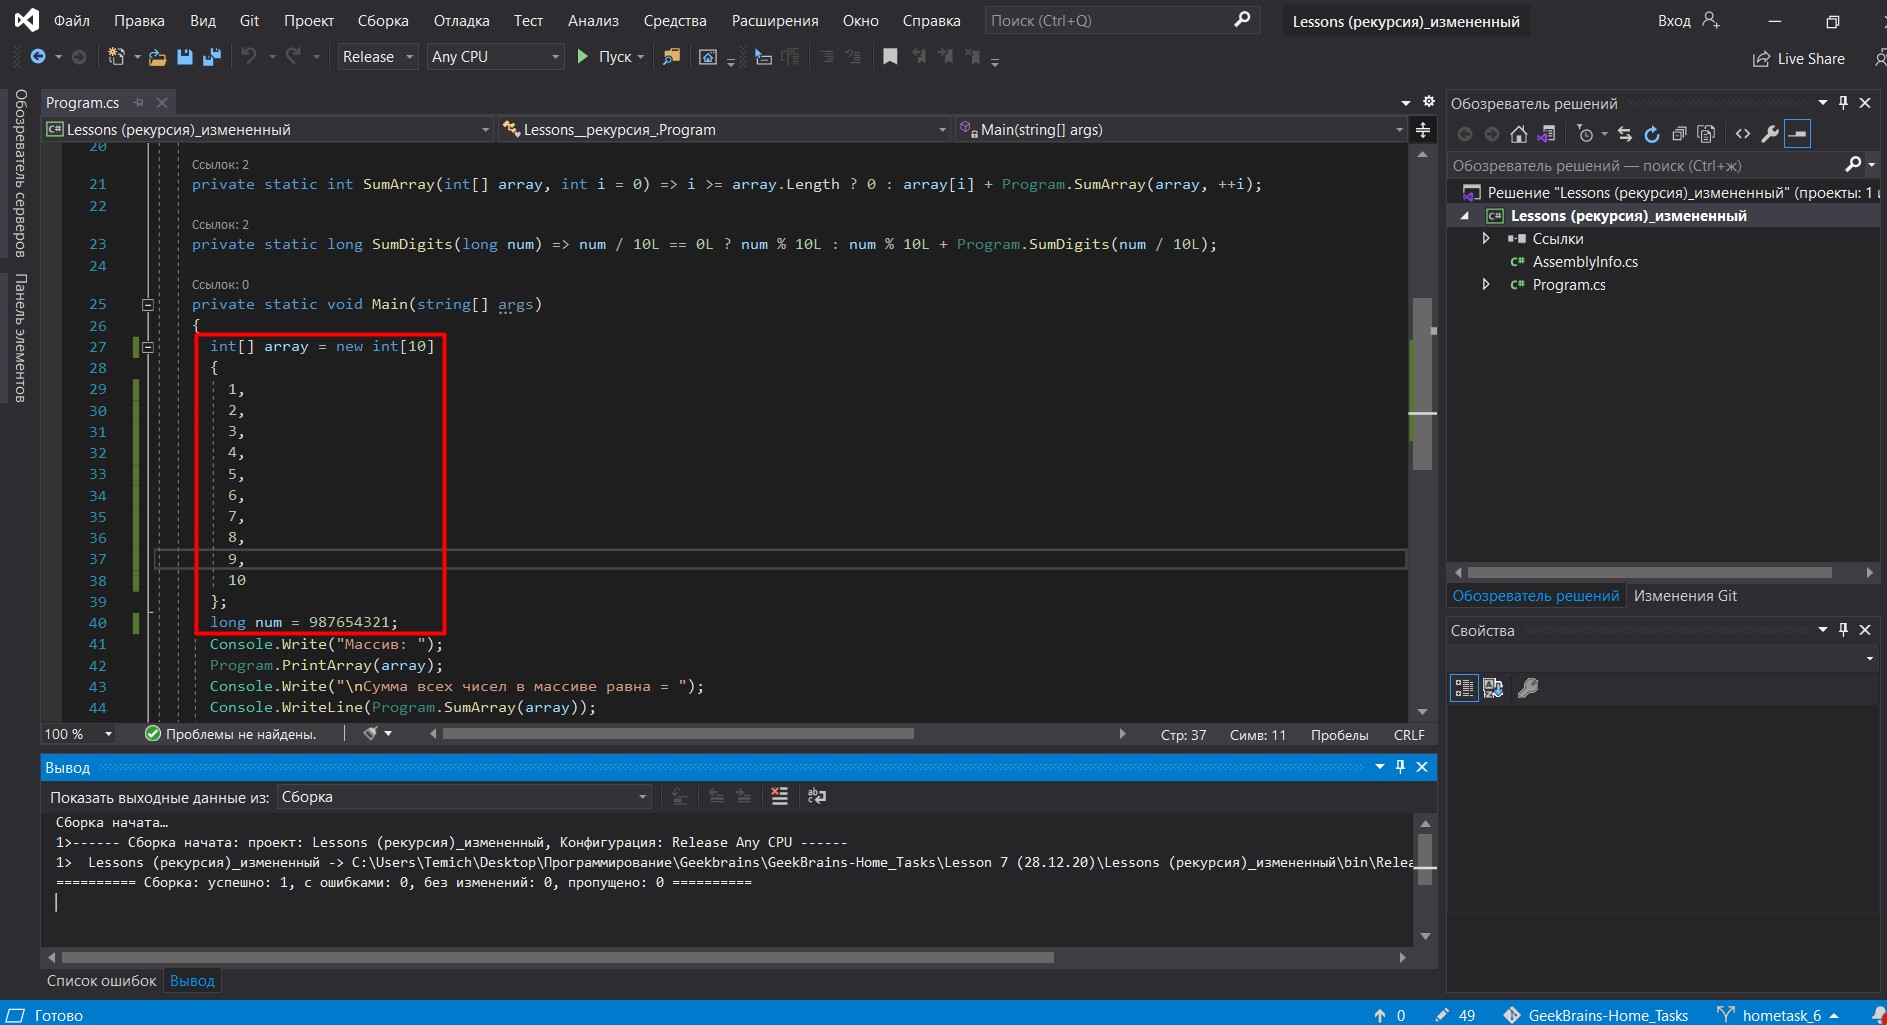 Файл Правка Вид Git Проект Сборка Отладка Тест Анализ Средства Расширения Окно Справка Поиск (Ctrl+Q) Lessons (рекурсия)_измененный Вход
Release Any CPU Пуск Live Share
Обозреватель серверов
Панель элементов
Program.cs
Lessons (рекурсия)_измененный Lessons__рекурсия_.Program Main(string[] args)
20
Ссылок: 2
21 private static int SumArray(int[] array, int i = 0) => i >= array.Length ? 0 : array[i] + Program.SumArray(array, ++i);
22
Ссылок: 2
23 private static long SumDigits(long num) => num / 10L == 0L ? num % 10L : num % 10L + Program.SumDigits(num / 10L);
24
Ссылок: 0
25 private static void Main(string[] args)
26 {
27 int[] array = new int[10]
28 {
29 1,
30 2,
31 3,
32 4,
33 5,
34 6,
35 7,
36 8,
37 9,
38 10
39 };
40 long num = 987654321;
41 Console.Write("Массив: ");
42 Program.PrintArray(array);
43 Console.Write("\nСумма всех чисел в массиве равна = ");
44 Console.WriteLine(Program.SumArray(array));
100 % Проблемы не найдены. Стр: 37 Симв: 11 Пробелы CRLF
Вывод
Показать выходные данные из: Сборка
Сборка начата…
1>------ Сборка начата: проект: Lessons (рекурсия)_измененный, Конфигурация: Release Any CPU ------
1>  Lessons (рекурсия)_измененный -> C:\Users\Temich\Desktop\Программирование\Geekbrains\GeekBrains-Home_Tasks\Lesson 7 (28.12.20)\Lessons (рекурсия)_измененный\bin\Relea
========== Сборка: успешно: 1, с ошибками: 0, без изменений: 0, пропущено: 0 ==========
Список ошибок Вывод
Обозреватель решений
Обозреватель решений — поиск (Ctrl+ж)
Решение "Lessons (рекурсия)_измененный" (проекты: 1 и
C# Lessons (рекурсия)_измененный
Ссылки
C# AssemblyInfo.cs
C# Program.cs
Обозреватель решений Изменения Git
Свойства
Готово 0 49 GeekBrains-Home_Tasks hometask_6